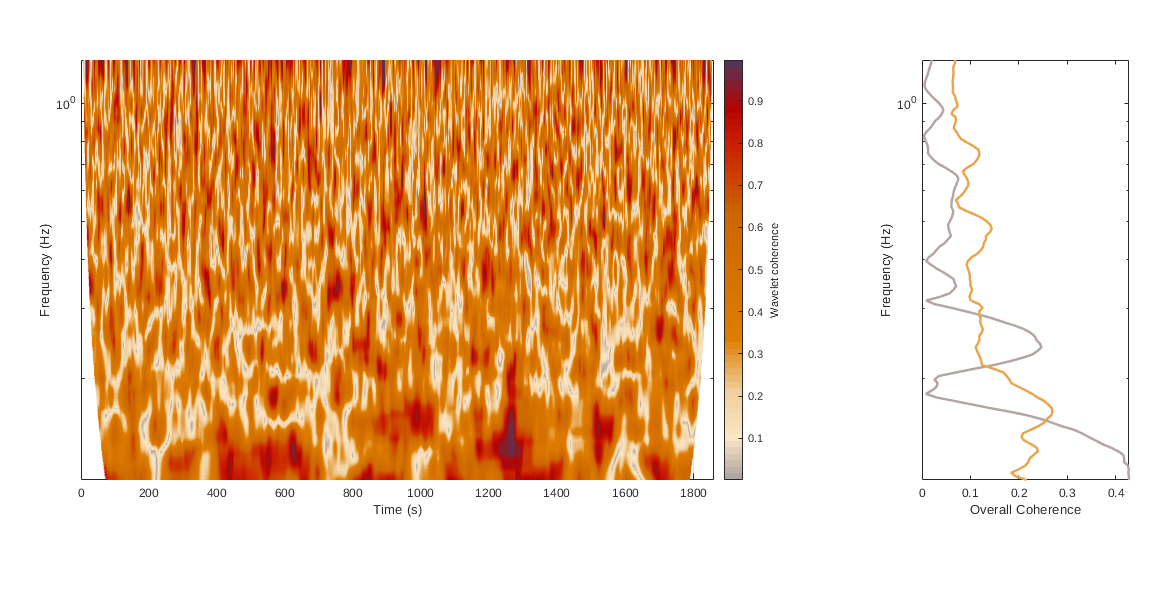 10^0
Frequency (Hz)
0 200 400 600 800 1000 1200 1400 1600 1800
Time (s)
0.9
0.8
0.7
0.6
0.5
0.4
0.3
0.2
0.1
Wavelet coherence
10^0
Frequency (Hz)
0 0.1 0.2 0.3 0.4
Overall Coherence